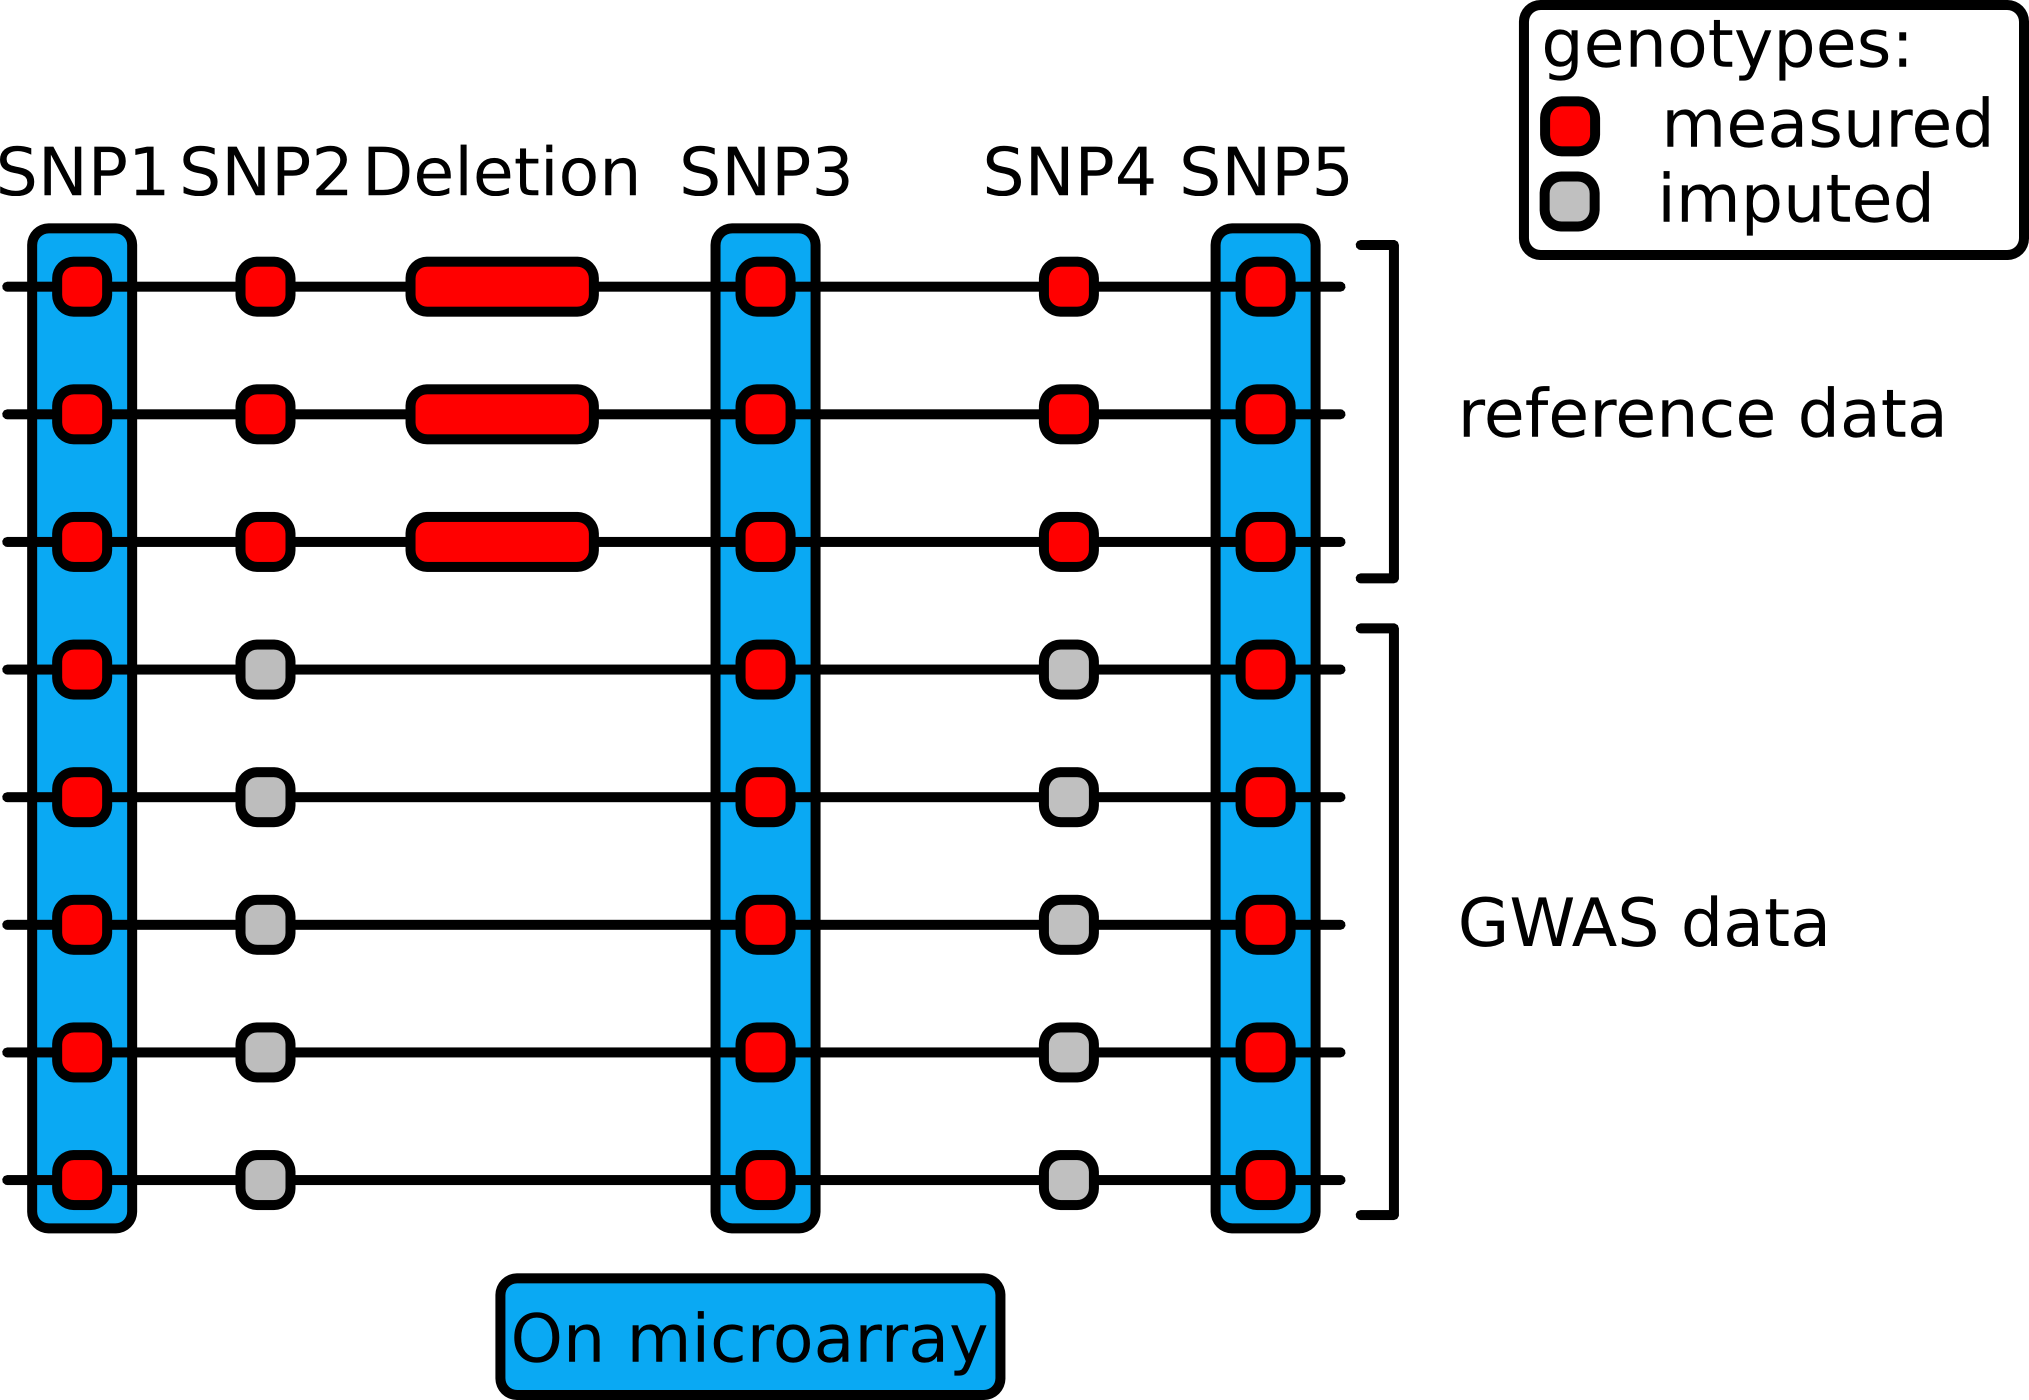 genotypes:
measured
imputed
SNP1 SNP2 Deletion SNP3 SNP4 SNP5
reference data
GWAS data
On microarray